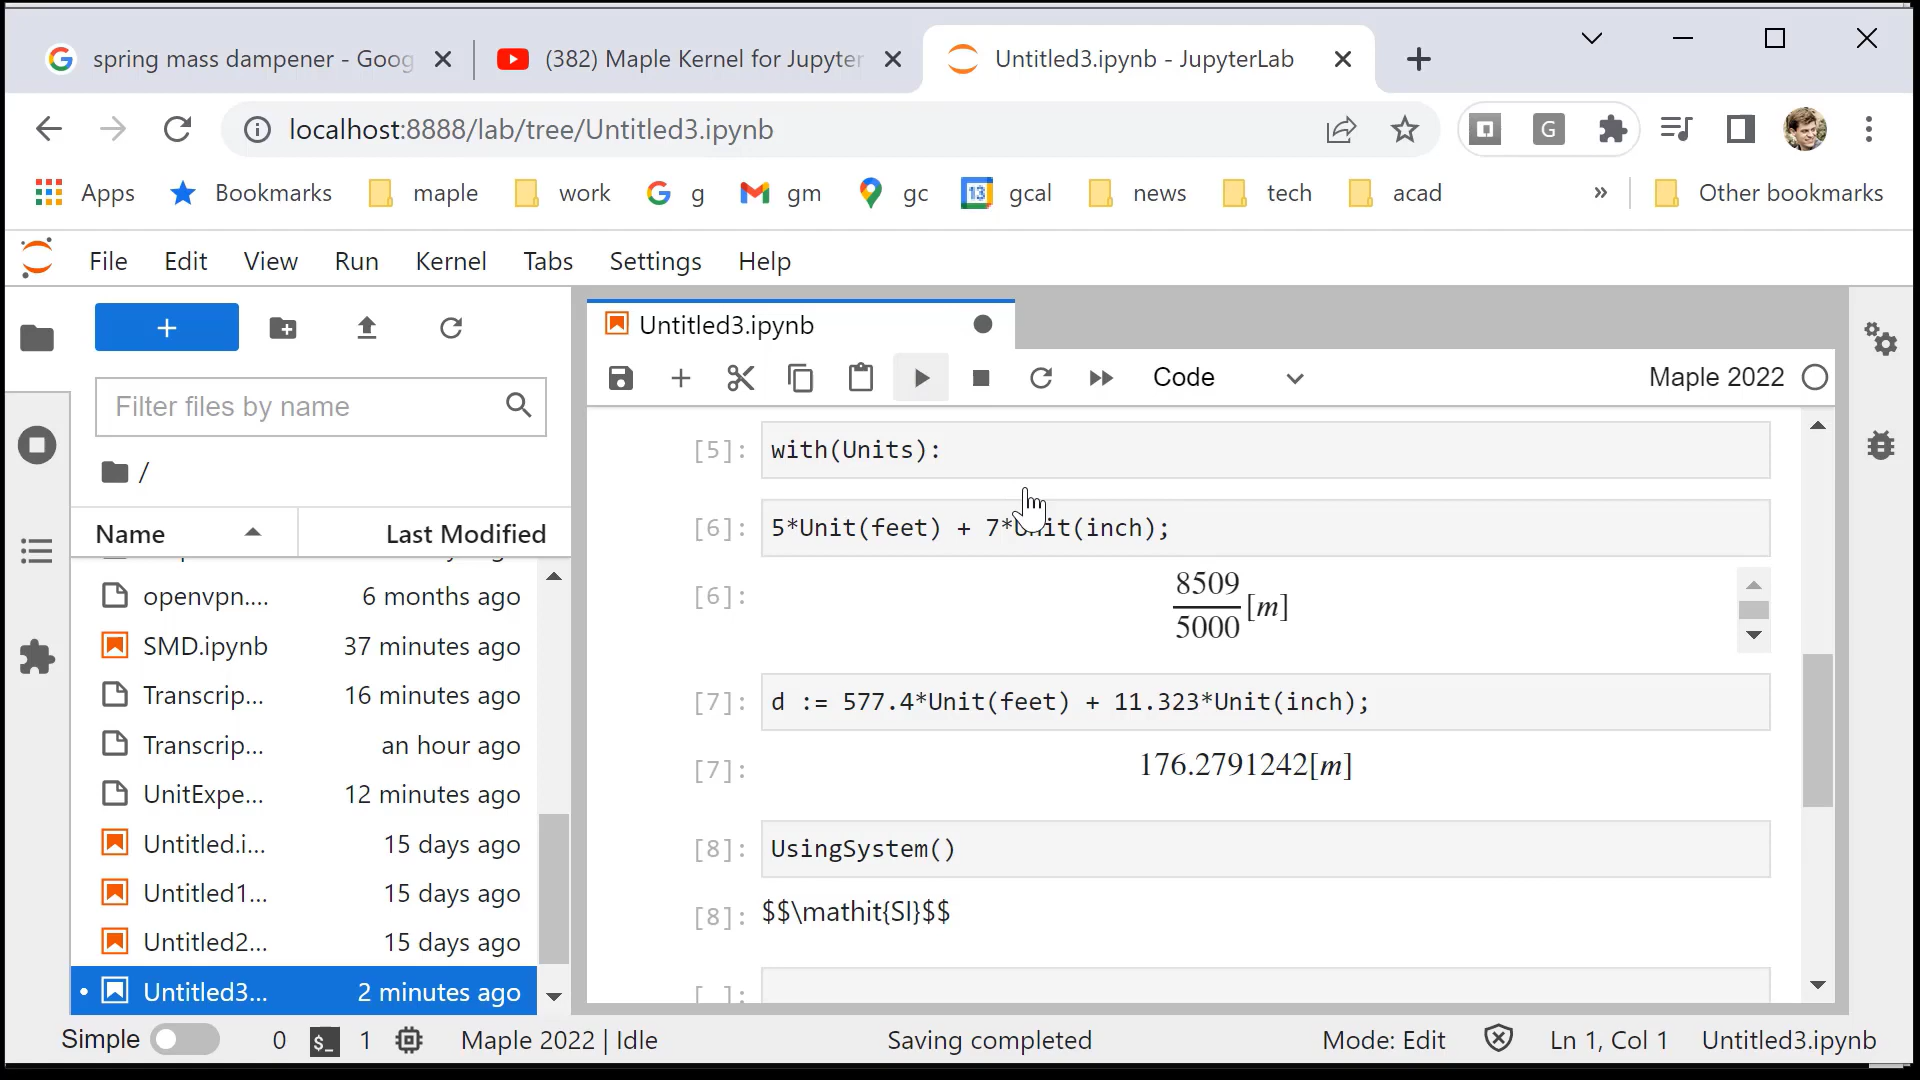 spring mass dampener - Goog
(382) Maple Kernel for Jupyter
Untitled3.ipynb - JupyterLab
localhost:8888/lab/tree/Untitled3.ipynb
G
Apps
Bookmarks
maple
work
g
gm
gc
13
gcal
news
tech
acad
»
Other bookmarks
File Edit View Run Kernel Tabs Settings Help
+
Filter files by name
/
Name Last Modified
openvpn.... 6 months ago
SMD.ipynb 37 minutes ago
Transcrip... 16 minutes ago
Transcrip... an hour ago
UnitExpe... 12 minutes ago
Untitled.i... 15 days ago
Untitled1... 15 days ago
Untitled2... 15 days ago
Untitled3... 2 minutes ago
Untitled3.ipynb
Code
Maple 2022
[5]: with(Units):
[6]: 5*Unit(feet) + 7*Unit(inch);
[6]: 8509
5000 [m]
[7]: d := 577.4*Unit(feet) + 11.323*Unit(inch);
[7]: 176.2791242[m]
[8]: UsingSystem()
[8]: $$\mathit{SI}$$
[ ]:
Simple 0 $_ 1 Maple 2022 | Idle Saving completed Mode: Edit Ln 1, Col 1 Untitled3.ipynb